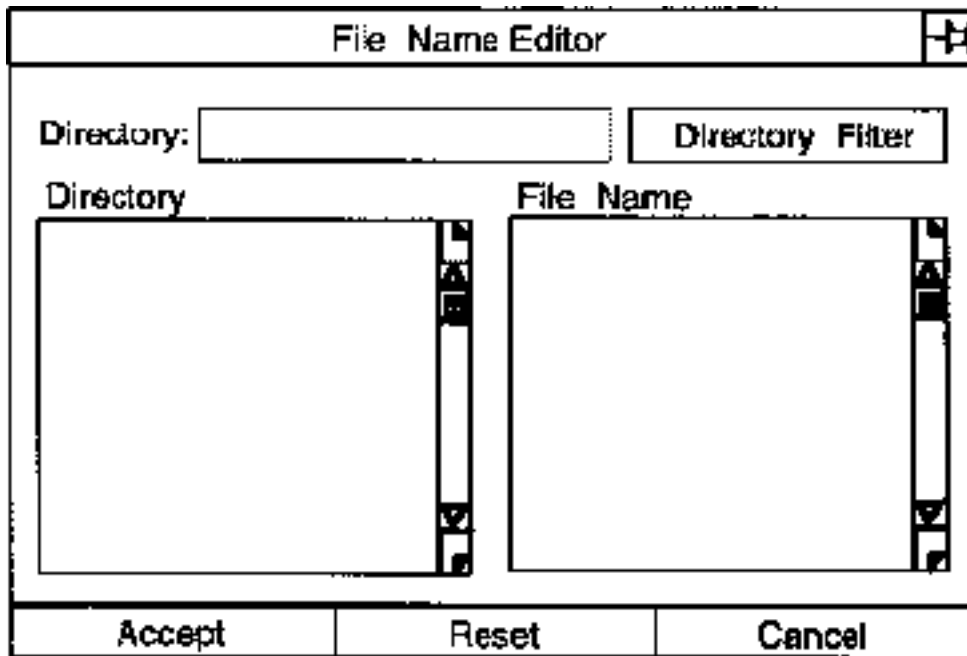 File Name Editor
Directory: Directory Filter
Directory File Name
Accept Reset Cancel